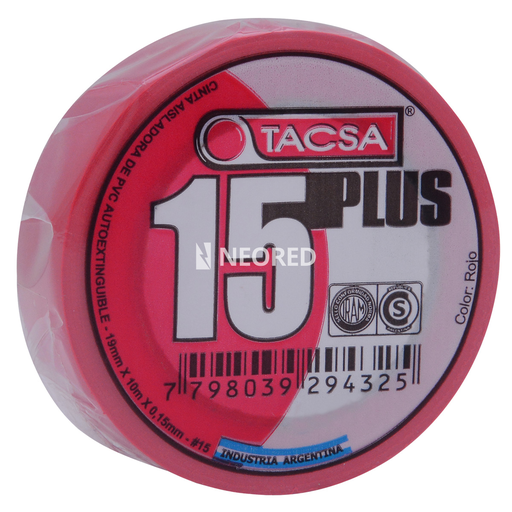 TACSA®
15 PLUS
NEORED
CINTA AISLADORA DE PVC AUTOEXTINGUIBLE - 19mm X 10m X 0,15mm - #15
IRAM
S
Color: Rojo
7 798039 294325
INDUSTRIA ARGENTINA